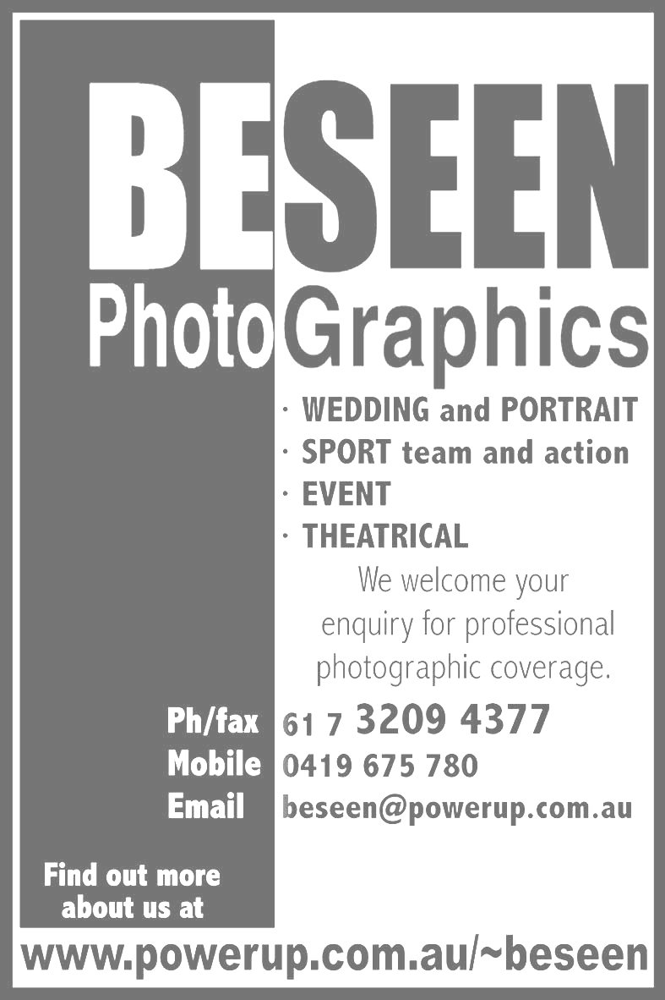 BESEEN
PhotoGraphics
· WEDDING and PORTRAIT
· SPORT team and action
· EVENT
· THEATRICAL
We welcome your
enquiry for professional
photographic coverage.
Ph/fax 61 7 3209 4377
Mobile 0419 675 780
Email beseen@powerup.com.au
Find out more
about us at
www.powerup.com.au/~beseen